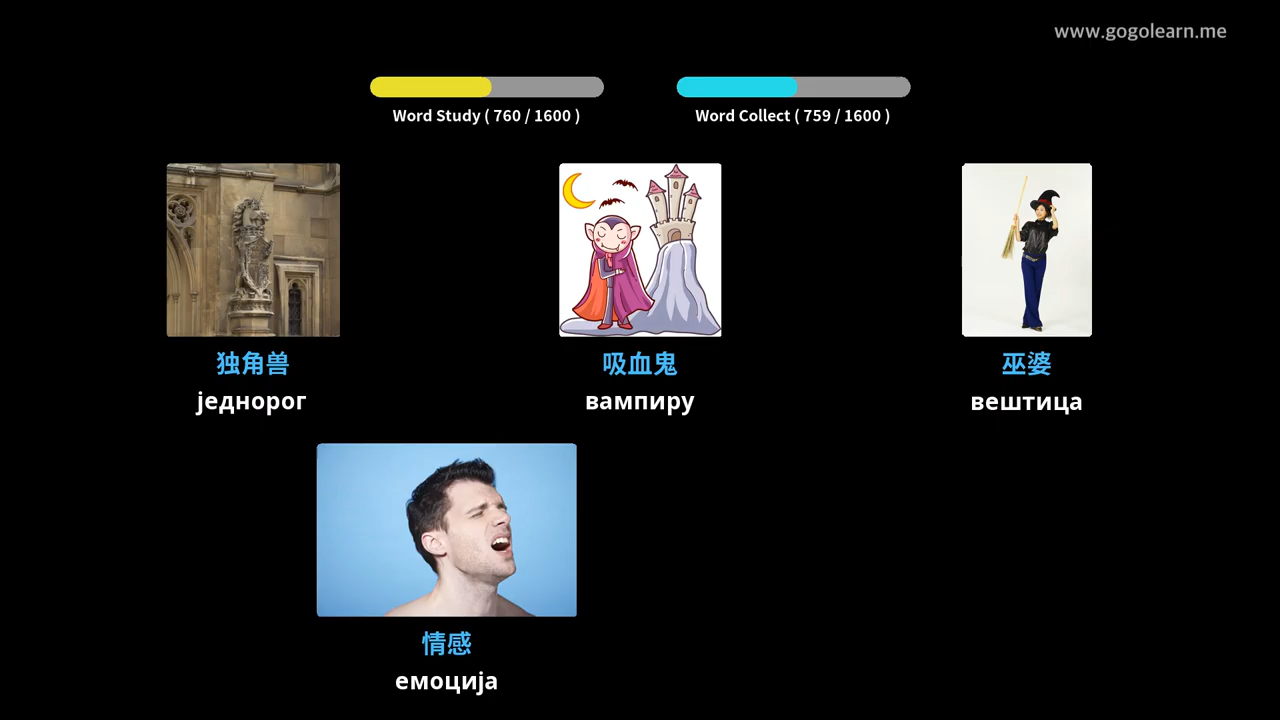 www.gogolearn.me
Word Study ( 760 / 1600 )
Word Collect ( 759 / 1600 )
独角兽
једнорог
吸血鬼
вампиру
巫婆
вештица
情感
емоција